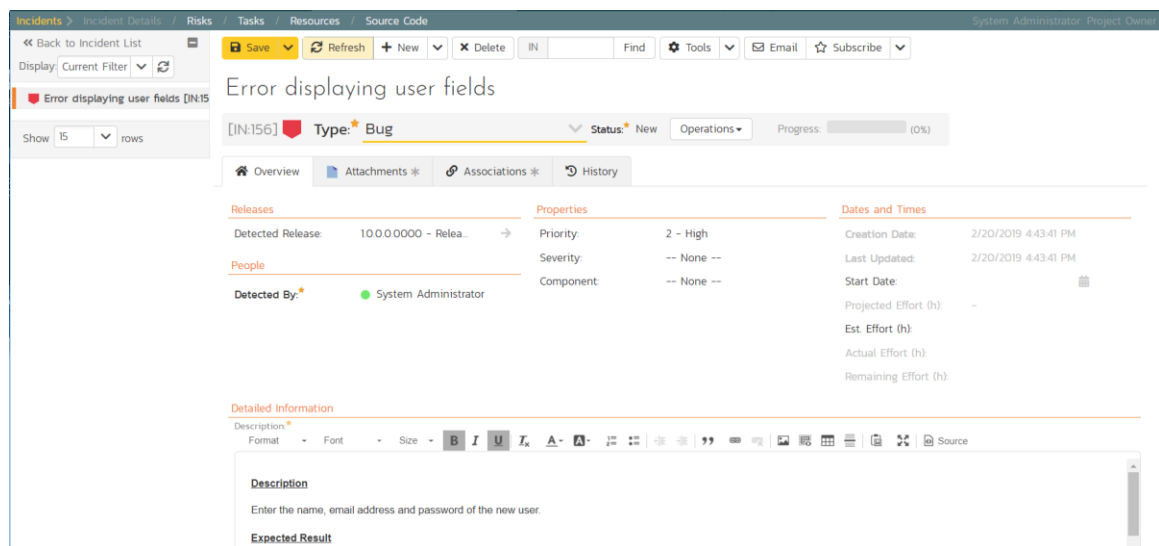 Incidents > Incident Details / Risks / Tasks / Resources / Source Code System Administrator: Project Owner
<< Back to Incident List
Display: Current Filter
Error displaying user fields [IN:15
Show 15 rows
Save Refresh + New × Delete IN Find Tools Email Subscribe
Error displaying user fields
[IN:156] Type:* Bug Status:* New Operations Progress: (0%)
Overview Attachments * Associations * History
Releases
Detected Release: 1.0.0.0.0000 - Relea...
People
Detected By:* System Administrator
Properties
Priority: 2 - High
Severity: -- None --
Component: -- None --
Dates and Times
Creation Date: 2/20/2019 4:43:41 PM
Last Updated: 2/20/2019 4:43:41 PM
Start Date:
Projected Effort (h): -
Est. Effort (h):
Actual Effort (h):
Remaining Effort (h):
Detailed Information
Description:*
Format Font Size B I U Tx A A Source
Description
Enter the name, email address and password of the new user.
Expected Result